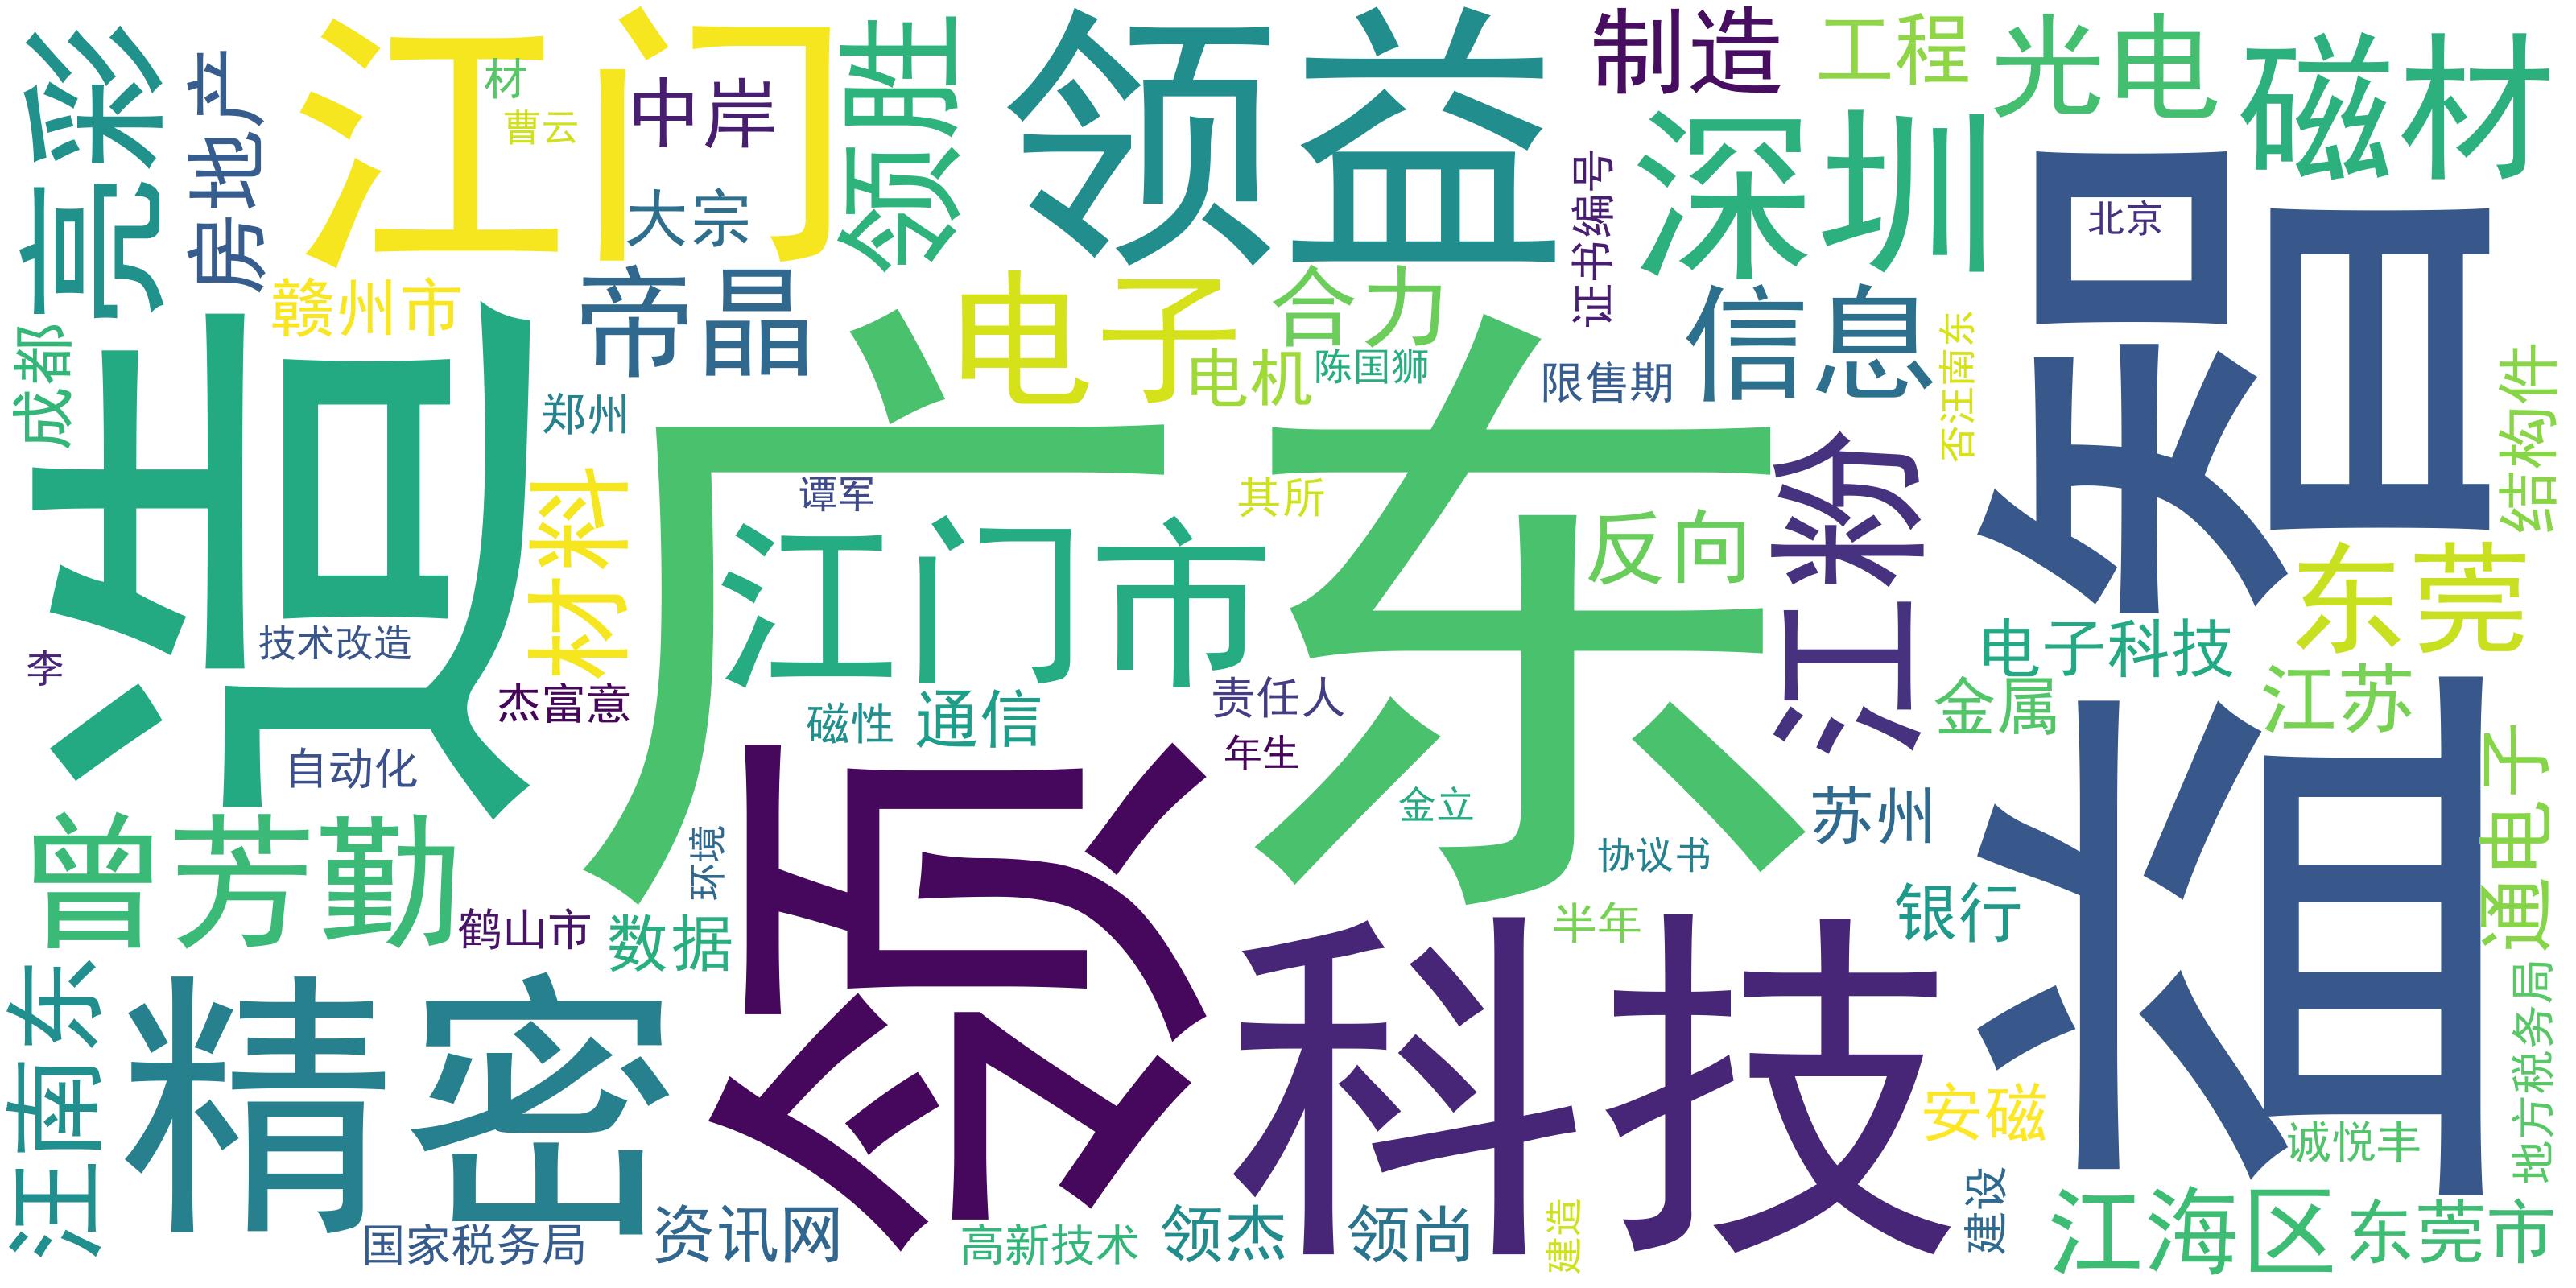 亮彩
房地产
江门
材
曹云
中岸
大宗
领胜
领益
制造
工程
光电
磁材
深圳
证书编号
北京
益智
造
赣州市
帝晶
电子
合力
信息
电机
陈国狮
限售期
否汪南东
成都
郑州
广东
结构件
材料
谭军
其所
江门市
反向
江粉
东莞
技术改造
李
杰富意
磁性
通信
责任人
电子科技
金属
江苏
自动化
年生
金立
苏州
通电子
曾芳勤
环境
协议书
鹤山市
数据
领
半年
银行
科技
汪南东
精密
安磁
诚悦丰
地方税务局
国家税务局
资讯网
高新技术
领杰
领尚
建造
建设
江海区
东莞市